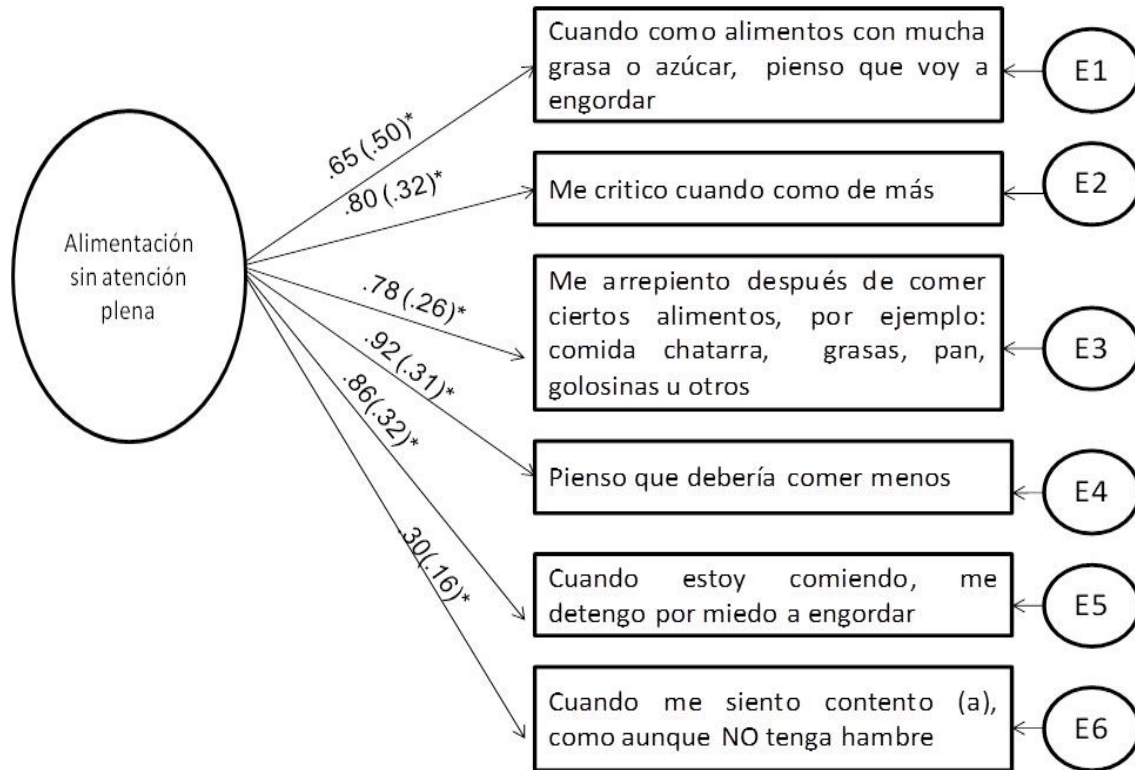 Alimentación
sin atención
plena
.65 (.50)*
.80 (.32)*
.78 (.26)*
.92 (.31)*
.86(.32)*
.30(.16)*
Cuando como alimentos con mucha
grasa o azúcar, pienso que voy a
engordar
E1
Me critico cuando como de más
E2
Me arrepiento después de comer
ciertos alimentos, por ejemplo:
comida chatarra, grasas, pan,
golosinas u otros
E3
Pienso que debería comer menos
E4
Cuando estoy comiendo, me
detengo por miedo a engordar
E5
Cuando me siento contento (a),
como aunque NO tenga hambre
E6